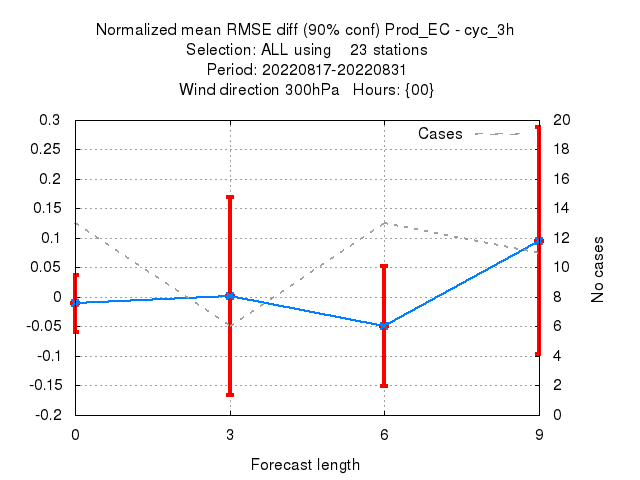 Normalized mean RMSE diff (90% conf) Prod_EC - cyc_3h
Selection: ALL using 23 stations
Period: 20220817-20220831
Wind direction 300hPa Hours: {00}
Cases
0.3
0.25
0.2
0.15
0.1
0.05
0
-0.05
-0.1
-0.15
-0.2
20
18
16
14
12
10
8
6
4
2
0
No cases
0 3 6 9
Forecast length